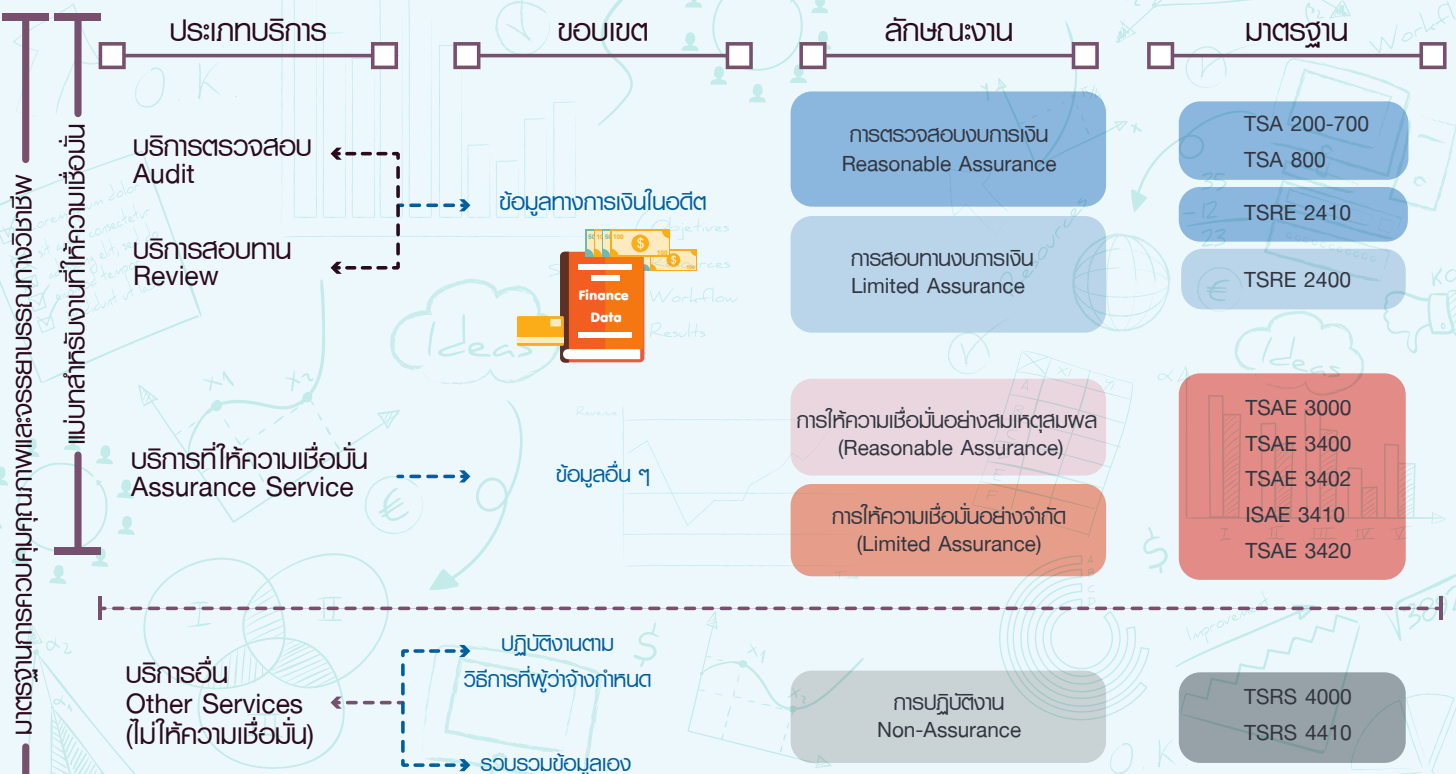 มาตรฐานการควบคุมคุณภาพและจรรยาบรรณทางวิชาชีพ
แม่บทสำหรับงานที่ให้ความเชื่อมั่น
ประเภทบริการ
ขอบเขต
ลักษณะงาน
มาตรฐาน
บริการตรวจสอบ
Audit
บริการสอบทาน
Review
ข้อมูลทางการเงินในอดีต
Finance
Data
การตรวจสอบงบการเงิน
Reasonable Assurance
การสอบทานงบการเงิน
Limited Assurance
TSA 200-700
TSA 800
TSRE 2410
TSRE 2400
บริการที่ให้ความเชื่อมั่น
Assurance Service
ข้อมูลอื่น ๆ
การให้ความเชื่อมั่นอย่างสมเหตุสมผล
(Reasonable Assurance)
การให้ความเชื่อมั่นอย่างจำกัด
(Limited Assurance)
TSAE 3000
TSAE 3400
TSAE 3402
ISAE 3410
TSAE 3420
บริการอื่น
Other Services
(ไม่ให้ความเชื่อมั่น)
ปฏิบัติงานตาม
วิธีการที่ผู้ว่าจ้างกำหนด
รวบรวมข้อมูลเอง
การปฏิบัติงาน
Non-Assurance
TSRS 4000
TSRS 4410
O.K.
Ideas
Workflow
Results
Resources
Ideas
Improvement